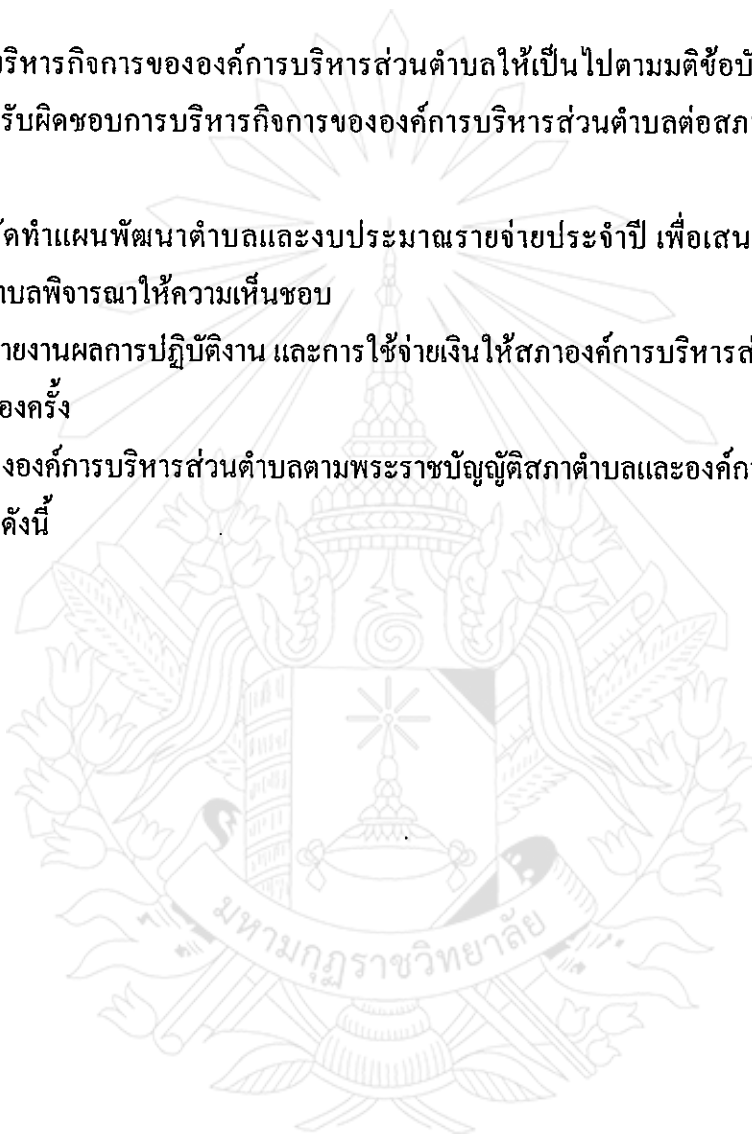 บริหารกิจการขององค์การบริหารส่วนตำบลให้เป็นไปตามมติข้อบั
รับผิดชอบการบริหารกิจการขององค์การบริหารส่วนตำบลต่อสภา
ัดทำแผนพัฒนาตำบลและงบประมาณรายจ่ายประจำปี เพื่อเสน
ำบลพิจารณาให้ความเห็นชอบ
ายงานผลการปฏิบัติงาน และการใช้จ่ายเงินให้สภาองค์การบริหารส่
องครั้ง
งองค์การบริหารส่วนตำบลตามพระราชบัญญัติสภาตำบลและองค์กา
ดังนี้
มหามกุฏราชวิทยาลัย